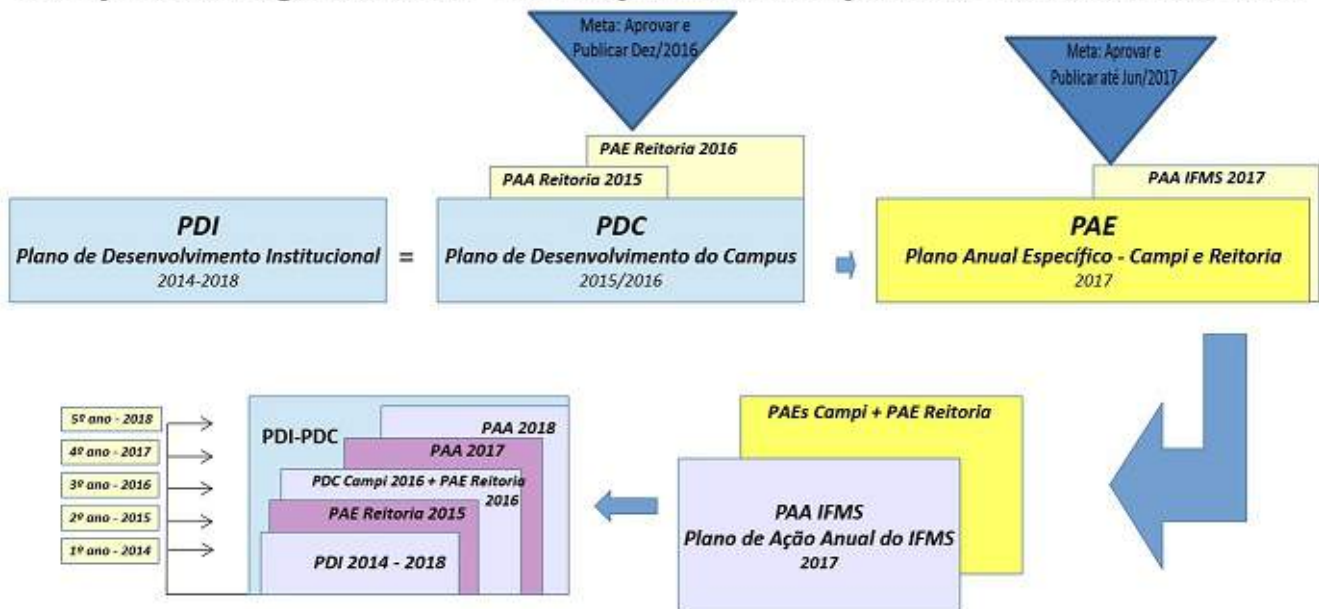 Meta: Aprovar e
Publicar Dez/2016
Meta: Aprovar e
Publicar até Jun/2017
PAE Reitoria 2016
PAA Reitoria 2015
PAA IFMS 2017
PDI
Plano de Desenvolvimento Institucional
2014-2018
=
PDC
Plano de Desenvolvimento do Campus
2015/2016
PAE
Plano Anual Específico - Campi e Reitoria
2017
5º ano - 2018
4º ano - 2017
3º ano - 2016
2º ano - 2015
1º ano - 2014
PDI-PDC
PAA 2018
PAA 2017
PDC Campi 2016 + PAE Reitoria
2016
PAE Reitoria 2015
PDI 2014 - 2018
PAEs Campi + PAE Reitoria
PAA IFMS
Plano de Ação Anual do IFMS
2017